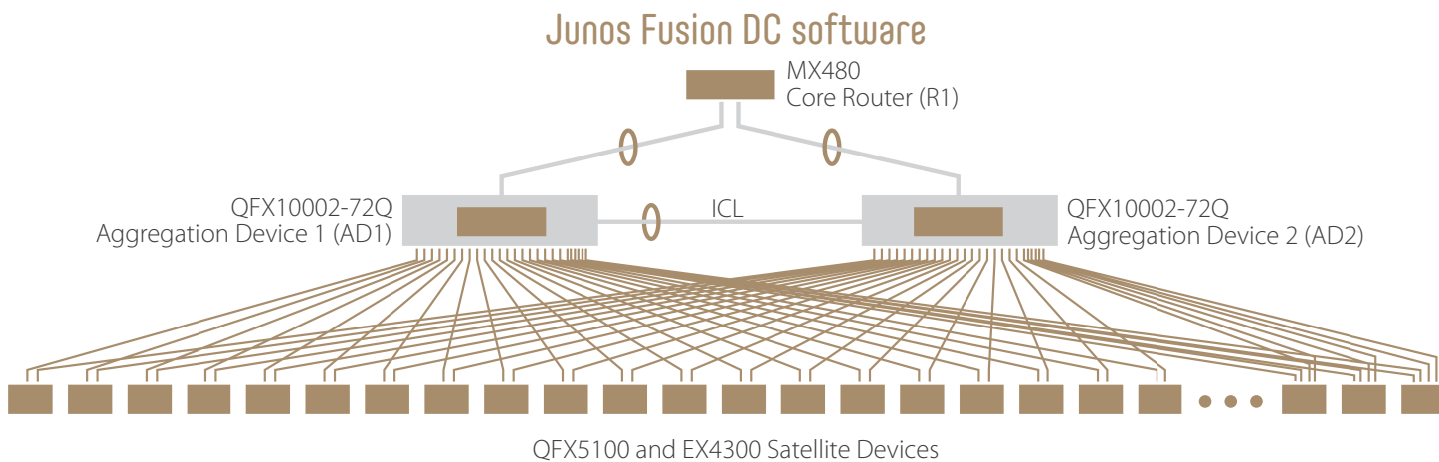 Junos Fusion DC software
MX480
Core Router (R1)
QFX10002-72Q
Aggregation Device 1 (AD1)
ICL
QFX10002-72Q
Aggregation Device 2 (AD2)
QFX5100 and EX4300 Satellite Devices